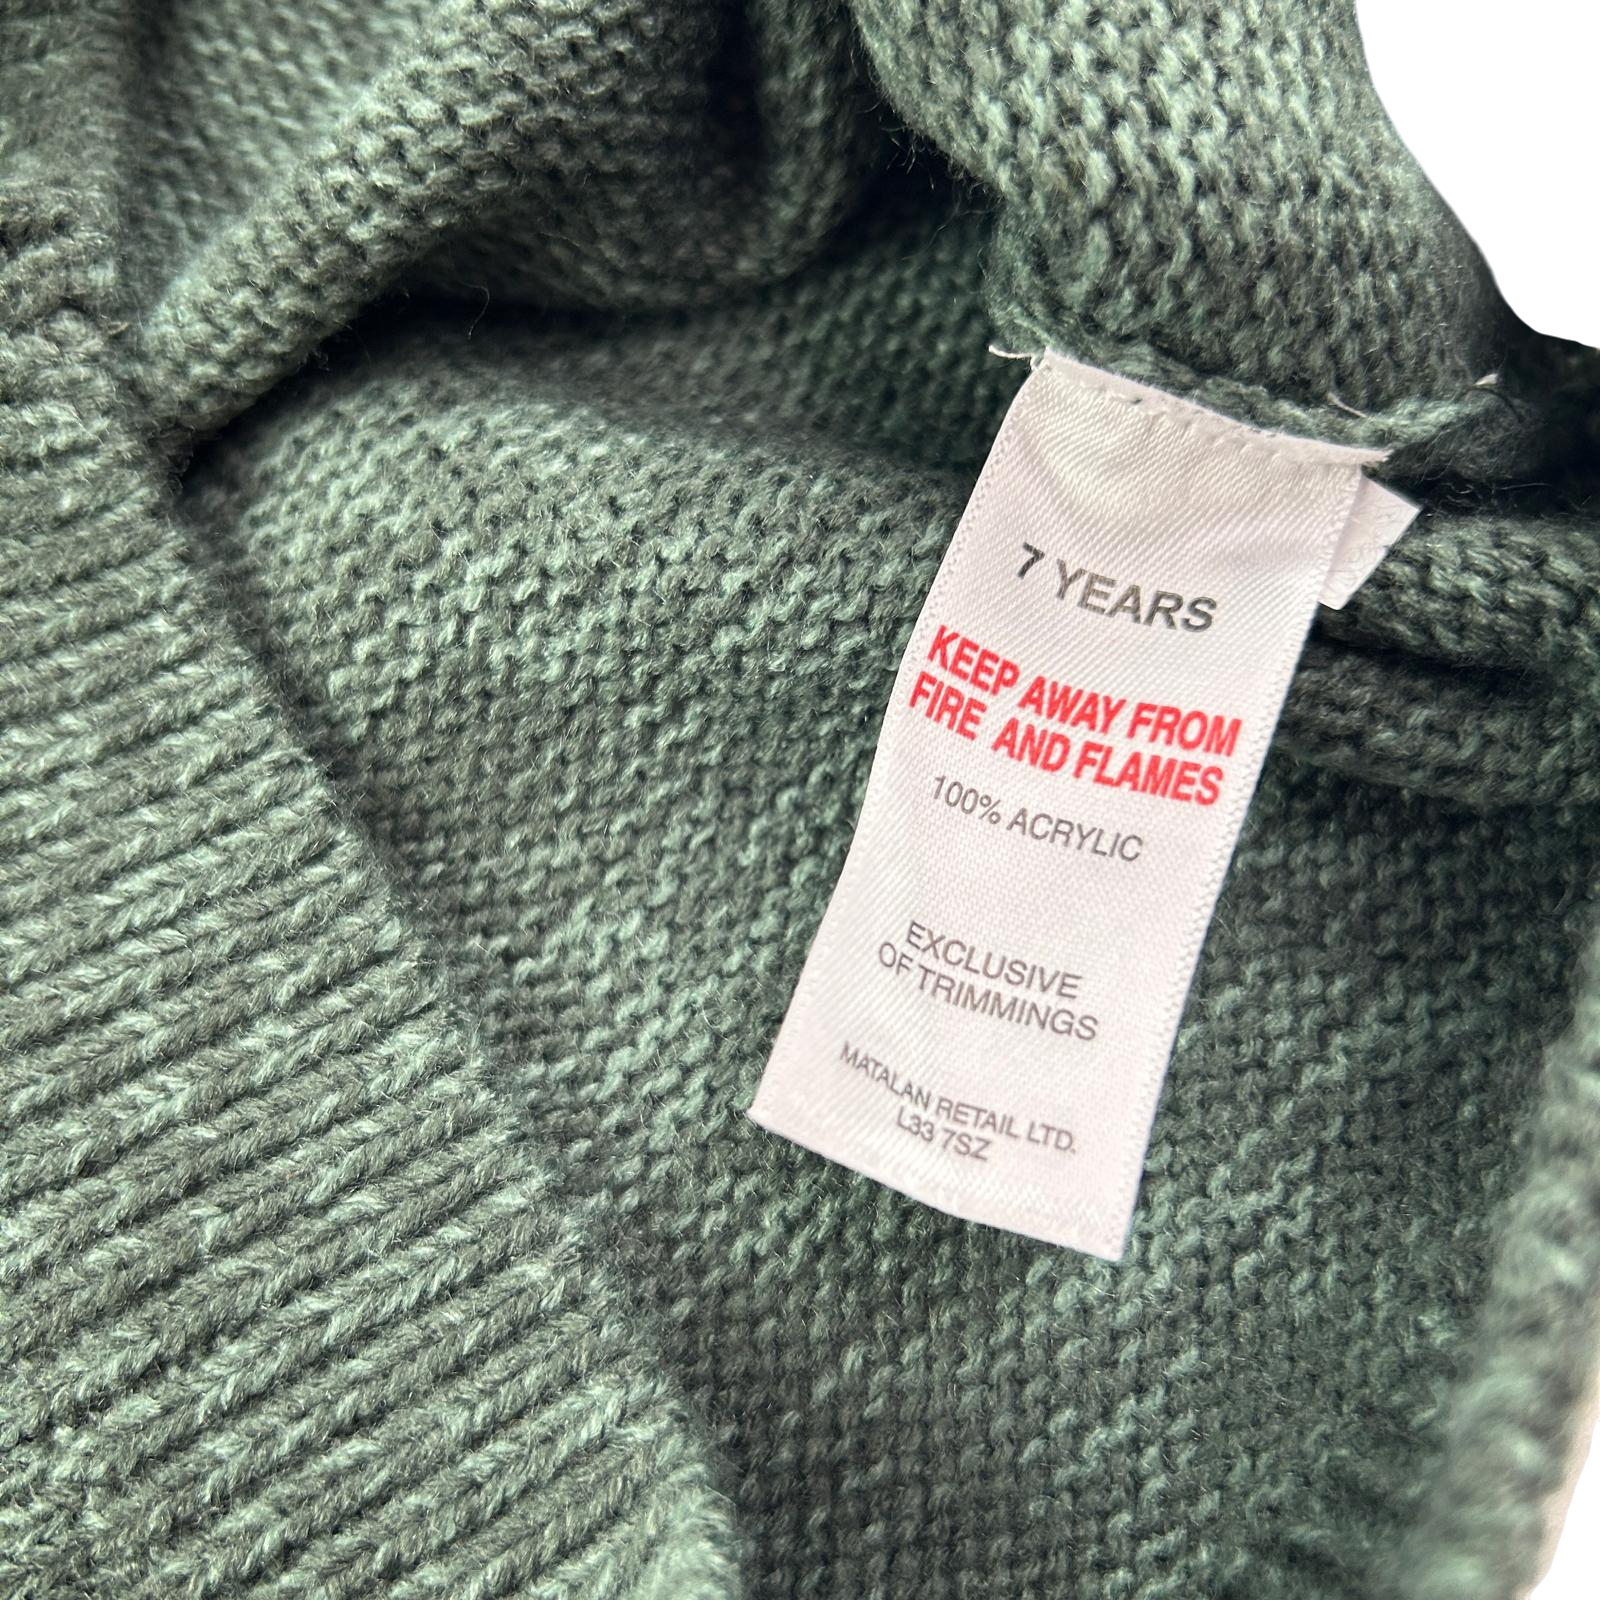 7 YEARS
KEEP AWAY FROM
FIRE AND FLAMES
100% ACRYLIC
EXCLUSIVE
OF TRIMMINGS
MATALAN RETAIL LTD.
L33 7SZ